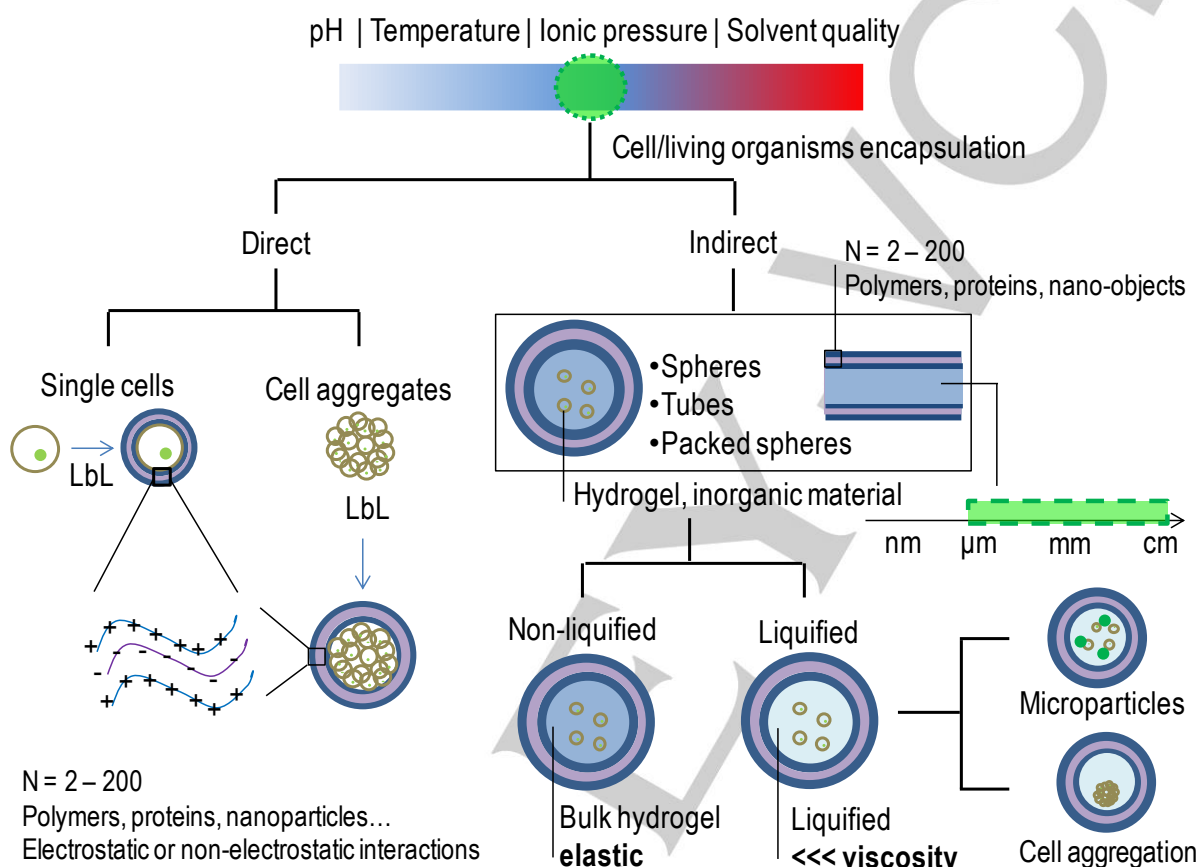 pH | Temperature | Ionic pressure | Solvent quality
Cell/living organisms encapsulation
Direct
Indirect
N = 2 – 200
Polymers, proteins, nano-objects
Single cells
Cell aggregates
LbL
LbL
•Spheres
•Tubes
•Packed spheres
Hydrogel, inorganic material
nm µm mm cm
Non-liquified
Liquified
+ + + + + + + +
- - - - - - -
+ + + + + + + +
Microparticles
N = 2 – 200
Polymers, proteins, nanoparticles…
Electrostatic or non-electrostatic interactions
Bulk hydrogel
elastic
Liquified
<<< viscosity
Cell aggregation